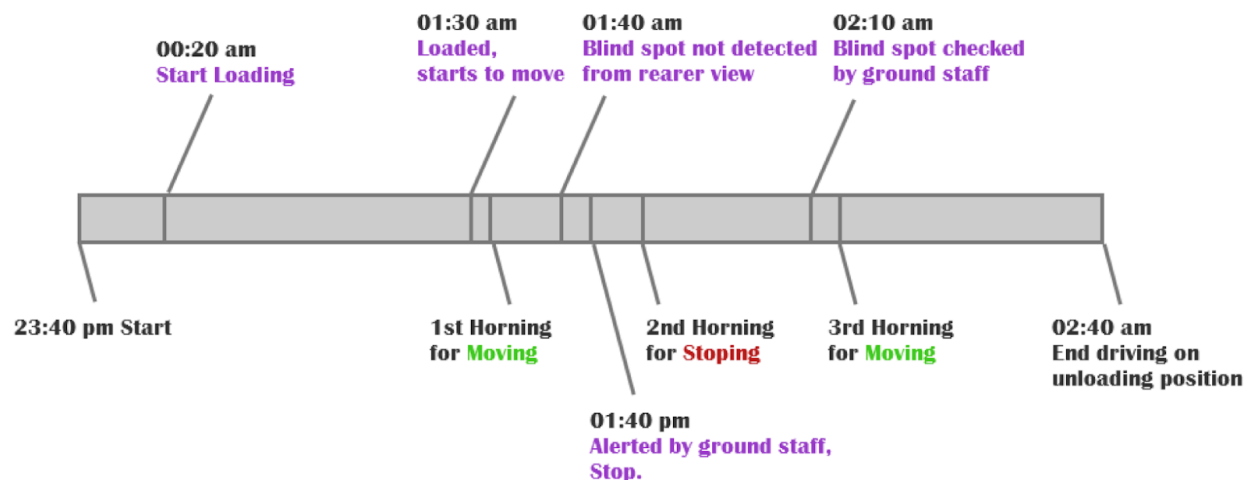 00:20 am
Start Loading
01:30 am
Loaded,
starts to move
01:40 am
Blind spot not detected
from rearer view
02:10 am
Blind spot checked
by ground staff
23:40 pm Start
1st Horning
for Moving
2nd Horning
for Stoping
3rd Horning
for Moving
02:40 am
End driving on
unloading position
01:40 pm
Alerted by ground staff,
Stop.